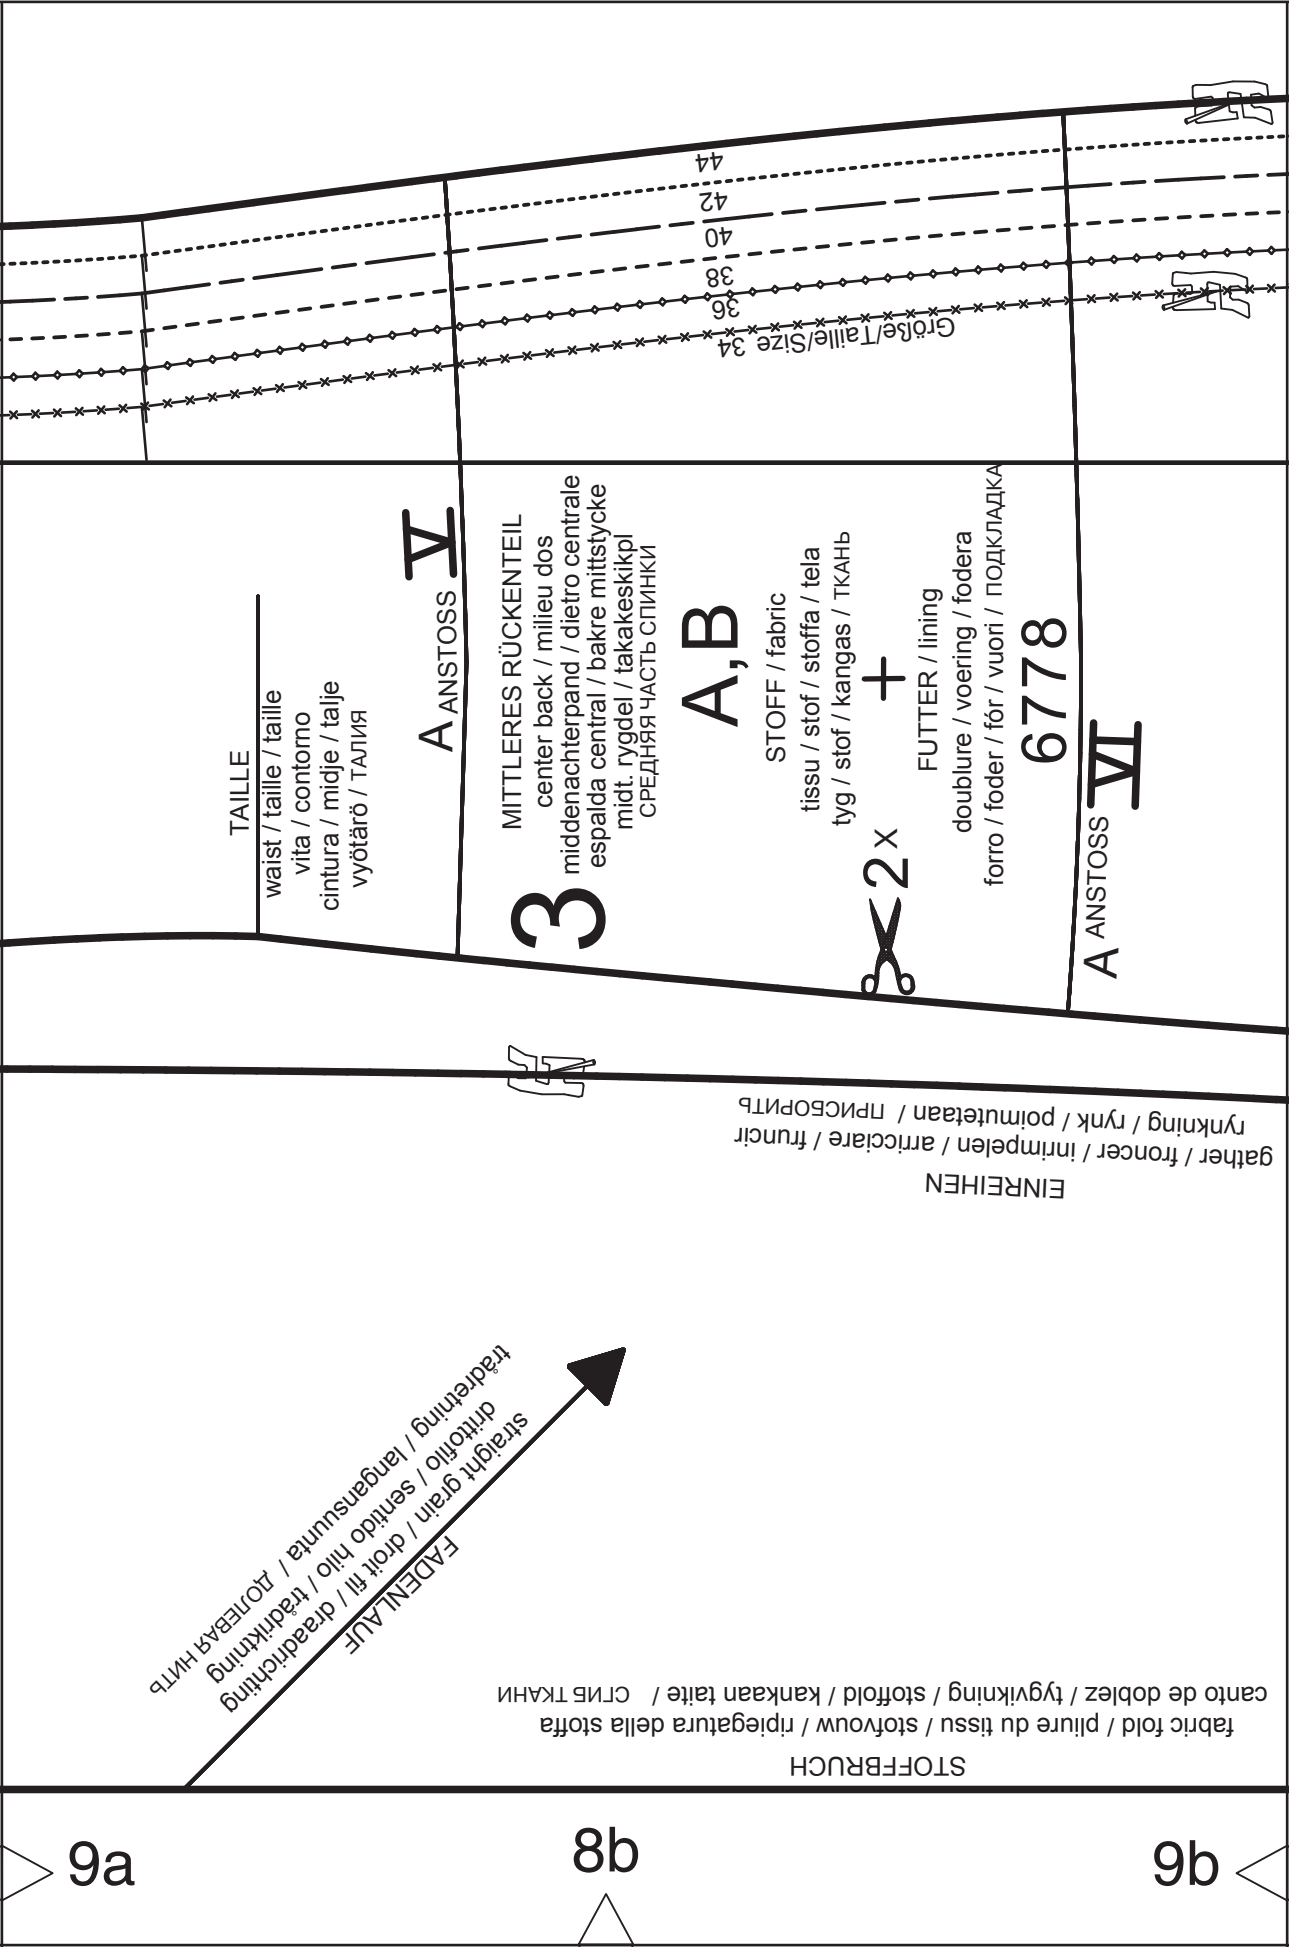 44
42
40
38
36
Größe/Taille/Size 34
TAILLE
waist / taille / taille
vita / contorno
cintura / midje / talje
vyötärö / ТАЛИЯ
A ANSTOSS V
3
MITTLERES RÜCKENTEIL
center back / milieu dos
middenachterpand / dietro centrale
espalda central / bakre mittstycke
midt. rygdel / takakeskikpl
СРЕДНЯЯ ЧАСТЬ СПИНКИ
A,B
STOFF / fabric
tissu / stof / stoffa / tela
tyg / stof / kangas / ТКАНЬ
2 x
+
FUTTER / lining
doublure / voering / fodera
forro / foder / fór / vuori / ПОДКЛАДКА
6778
A ANSTOSS VI
EINREIHEN
gather / froncer / inrimpelen / arricciare / fruncir
rynkning / rynk / poimutetaan / ПРИСБОРИТЬ
FADENLAUF
straight grain / droit fil / draadrichting
drittofilo / sentido hilo / trådriktning
trådretning / langansuunta / ДОЛЕВАЯ НИТЬ
STOFFBRUCH
fabric fold / pliure du tissu / stofvouw / ripiegatura della stoffa
canto de doblez / tygvikning / stoffold / kankaan taite / СГИБ ТКАНИ
9a
8b
9b